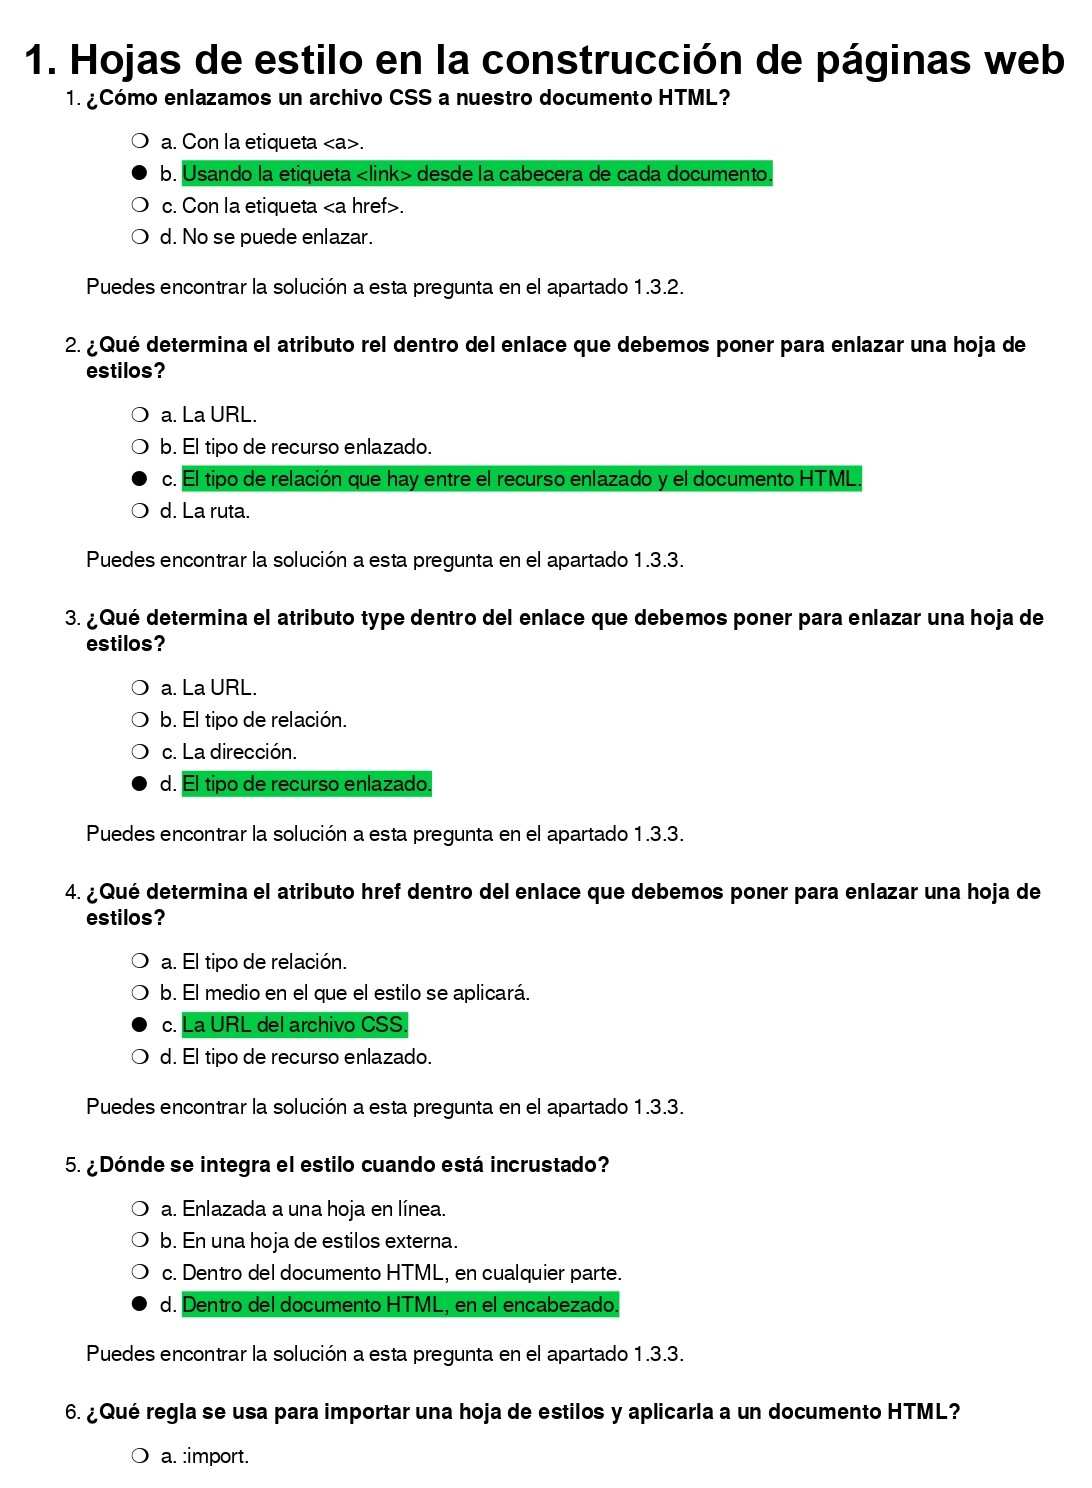 1. Hojas de estilo en la construcción de páginas web
1. ¿Cómo enlazamos un archivo CSS a nuestro documento HTML?
a. Con la etiqueta <a>.
b. Usando la etiqueta <link> desde la cabecera de cada documento.
c. Con la etiqueta <a href>.
d. No se puede enlazar.
Puedes encontrar la solución a esta pregunta en el apartado 1.3.2.
2. ¿Qué determina el atributo rel dentro del enlace que debemos poner para enlazar una hoja de
estilos?
a. La URL.
b. El tipo de recurso enlazado.
c. El tipo de relación que hay entre el recurso enlazado y el documento HTML.
d. La ruta.
Puedes encontrar la solución a esta pregunta en el apartado 1.3.3.
3. ¿Qué determina el atributo type dentro del enlace que debemos poner para enlazar una hoja de
estilos?
a. La URL.
b. El tipo de relación.
c. La dirección.
d. El tipo de recurso enlazado.
Puedes encontrar la solución a esta pregunta en el apartado 1.3.3.
4. ¿Qué determina el atributo href dentro del enlace que debemos poner para enlazar una hoja de
estilos?
a. El tipo de relación.
b. El medio en el que el estilo se aplicará.
c. La URL del archivo CSS.
d. El tipo de recurso enlazado.
Puedes encontrar la solución a esta pregunta en el apartado 1.3.3.
5. ¿Dónde se integra el estilo cuando está incrustado?
a. Enlazada a una hoja en línea.
b. En una hoja de estilos externa.
c. Dentro del documento HTML, en cualquier parte.
d. Dentro del documento HTML, en el encabezado.
Puedes encontrar la solución a esta pregunta en el apartado 1.3.3.
6. ¿Qué regla se usa para importar una hoja de estilos y aplicarla a un documento HTML?
a. :import.